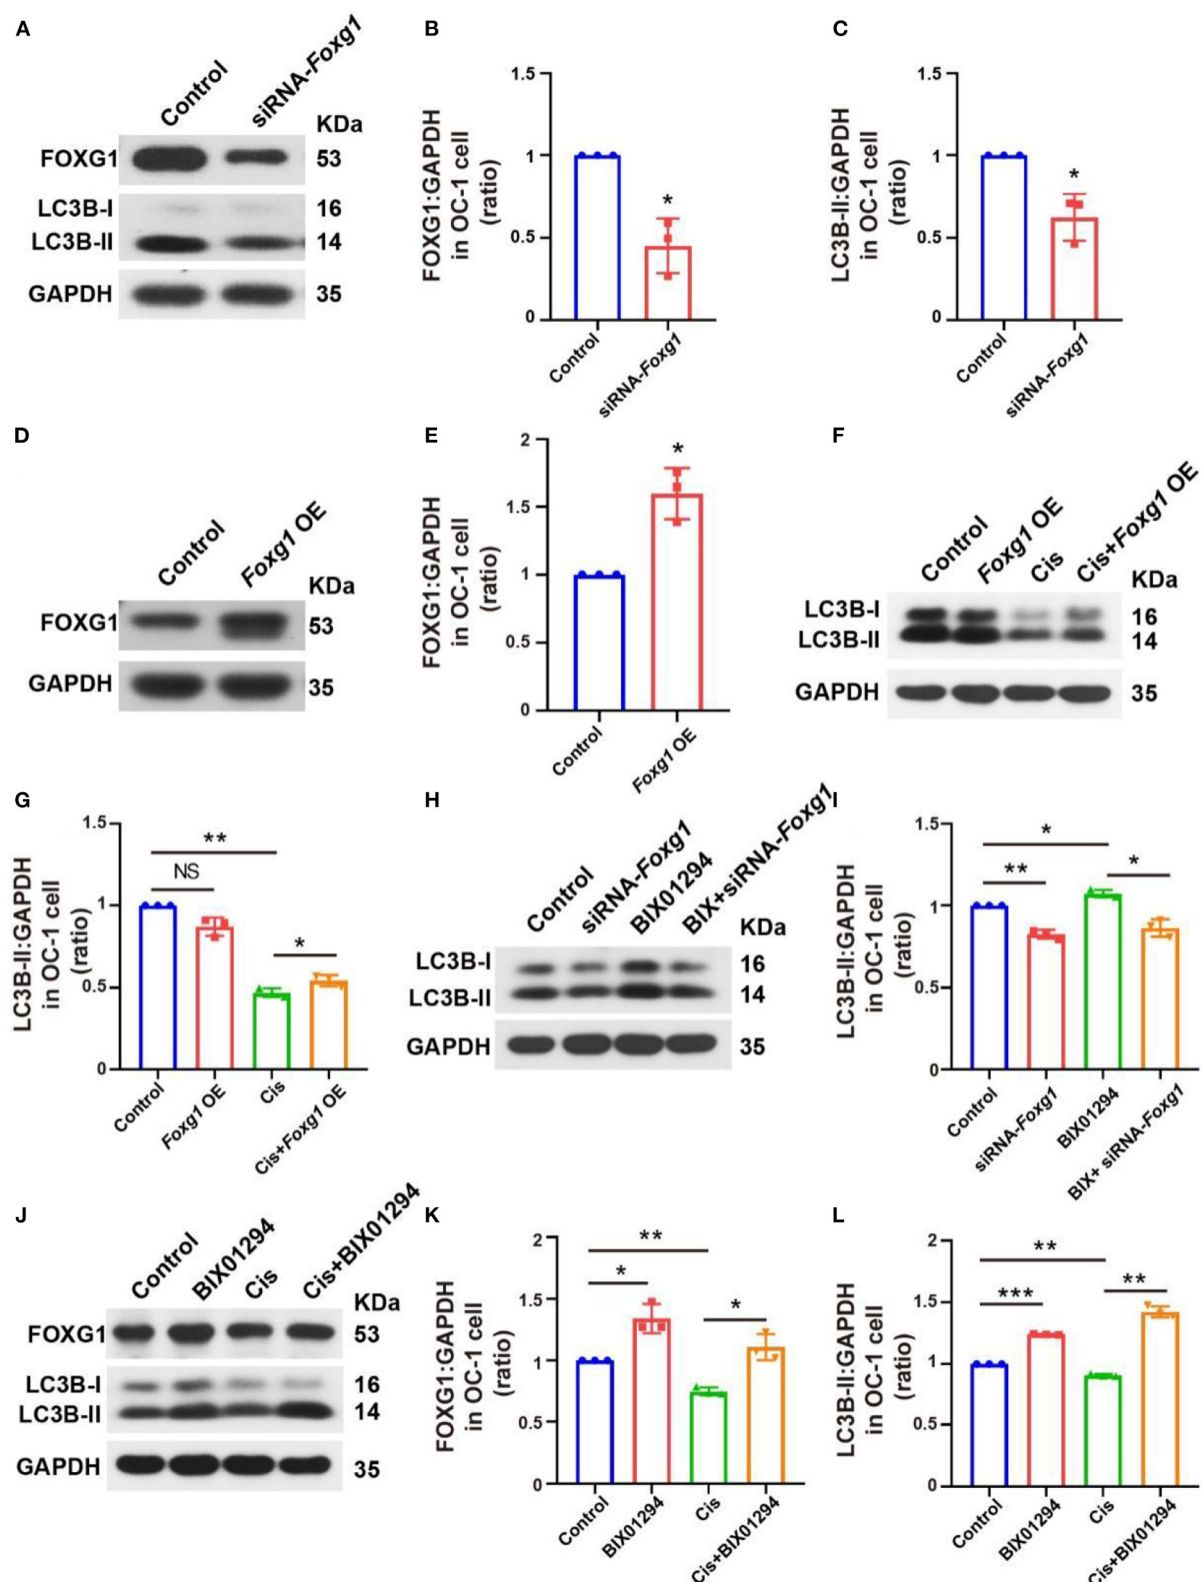 A
Control
siRNA-Foxg1
KDa
FOXG1 53
LC3B-I 16
LC3B-II 14
GAPDH 35
B
FOXG1:GAPDH
in OC-1 cell
(ratio)
1.5
1
0.5
0
*
Control
siRNA-Foxg1
C
LC3B-II:GAPDH
in OC-1 cell
(ratio)
1.5
1
0.5
0
*
Control
siRNA-Foxg1
D
Control
Foxg1 OE
KDa
FOXG1 53
GAPDH 35
E
FOXG1:GAPDH
in OC-1 cell
(ratio)
2
1.5
1
0.5
0
*
Control
Foxg1 OE
F
Control
Foxg1 OE
Cis
Cis+Foxg1 OE
KDa
LC3B-I 16
LC3B-II 14
GAPDH 35
G
LC3B-II:GAPDH
in OC-1 cell
(ratio)
1.5
1
0.5
0
**
NS
*
Control
Foxg1 OE
Cis
Cis+Foxg1 OE
H
Control
siRNA-Foxg1
BIX01294
BIX+siRNA-Foxg1
KDa
LC3B-I 16
LC3B-II 14
GAPDH 35
I
LC3B-II:GAPDH
in OC-1 cell
(ratio)
1.5
1
0.5
0
*
**
*
Control
siRNA-Foxg1
BIX01294
BIX+ siRNA-Foxg1
J
Control
BIX01294
Cis
Cis+BIX01294
KDa
FOXG1 53
LC3B-I 16
LC3B-II 14
GAPDH 35
K
FOXG1:GAPDH
in OC-1 cell
(ratio)
2
1.5
1
0.5
0
**
*
*
Control
BIX01294
Cis
Cis+BIX01294
L
LC3B-II:GAPDH
in OC-1 cell
(ratio)
2
1.5
1
0.5
0
**
***
**
Control
BIX01294
Cis
Cis+BIX01294